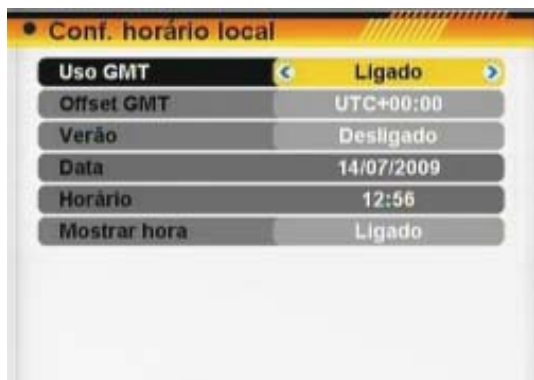 Conf. horário local
Uso GMT Ligado
Offset GMT UTC+00:00
Verão Desligado
Data 14/07/2009
Horário 12:56
Mostrar hora Ligado